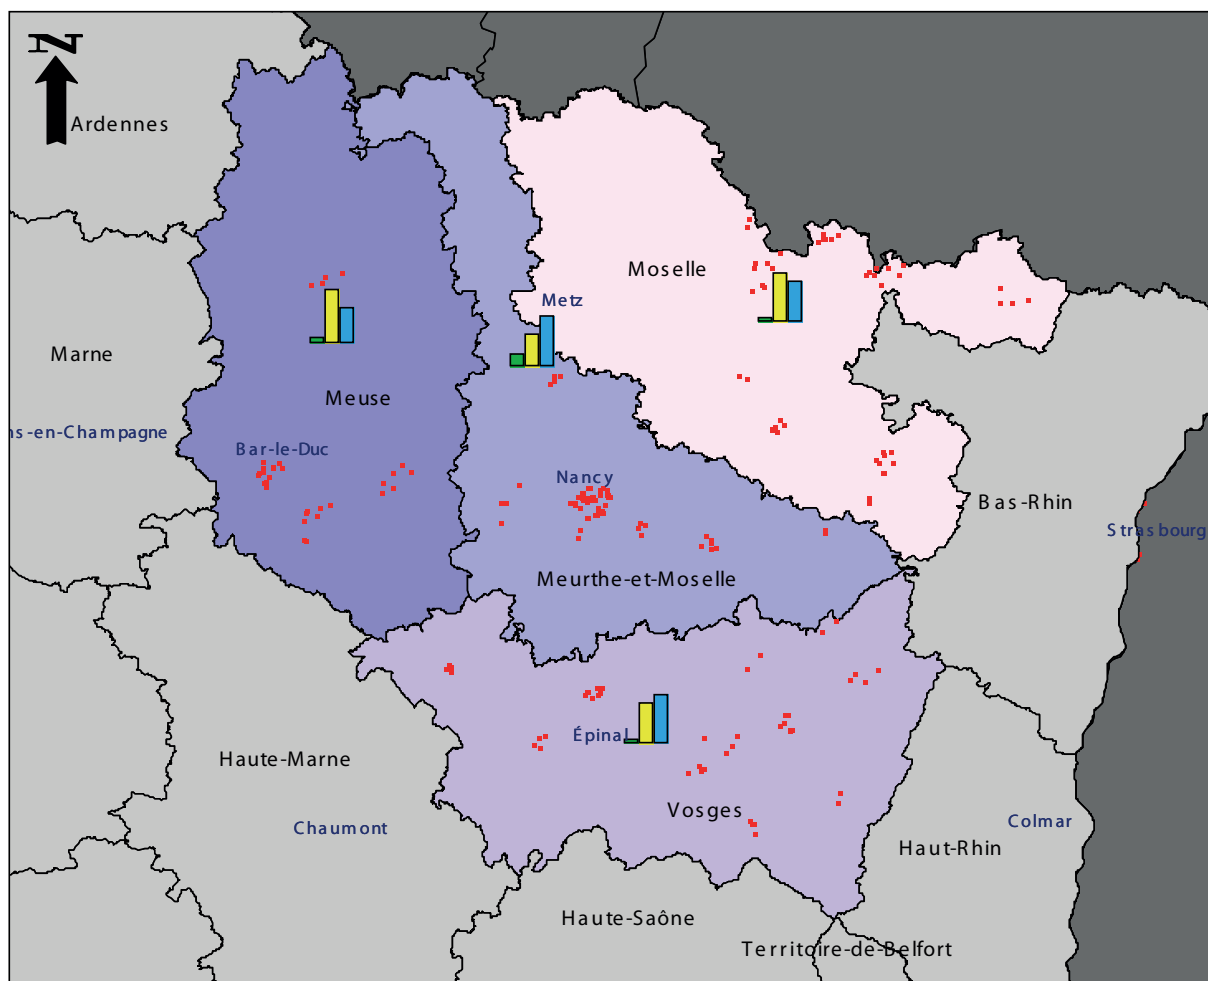 N
Ardennes
Moselle
Metz
Marne
Meuse
ns-en-Champagne
Bar-le-Duc
Nancy
Bas-Rhin
Strasbourg
Meurthe-et-Moselle
Épinal
Haute-Marne
Vosges
Chaumont
Colmar
Haut-Rhin
Haute-Saône
Territoire-de-Belfort